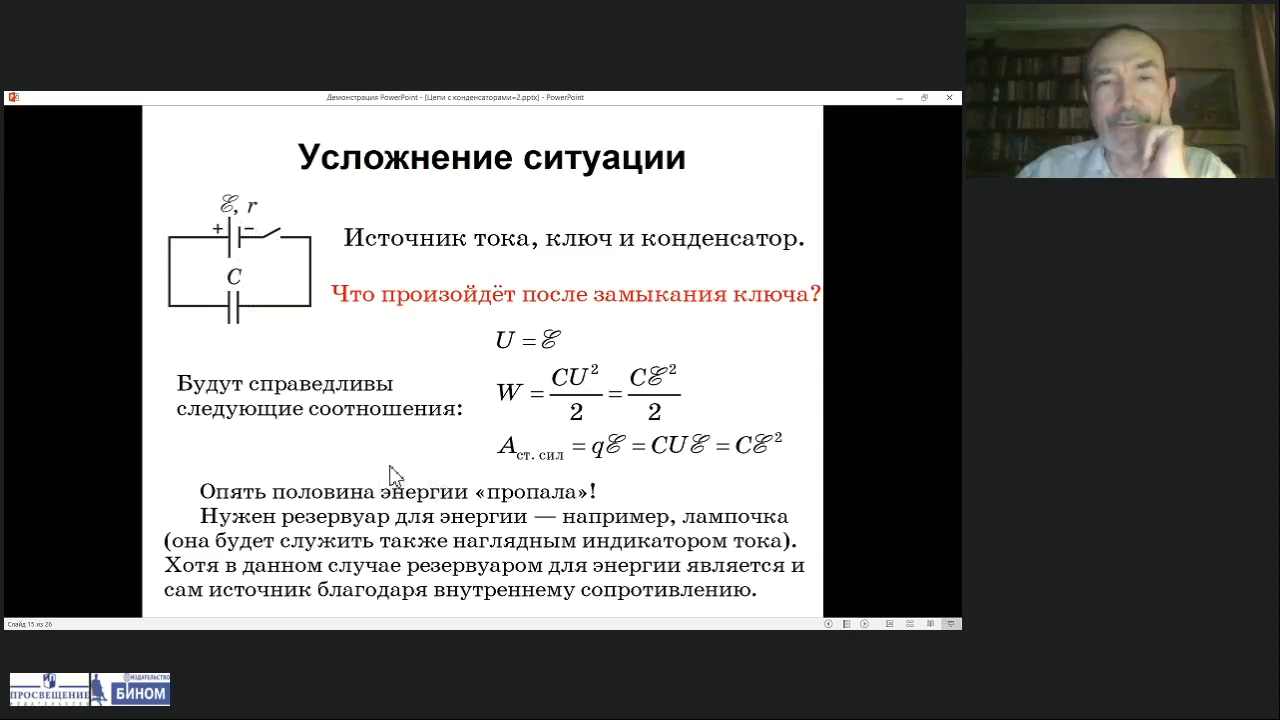 Демонстрация PowerPoint - [Цепи с конденсаторами=2.pptx] - PowerPoint
Усложнение ситуации
ℰ, r
+ −
C
Источник тока, ключ и конденсатор.
Что произойдёт после замыкания ключа?
Будут справедливы
следующие соотношения:
U = ℰ
W = CU²/2 = Cℰ²/2
A ст. сил = qℰ = CUℰ = Cℰ²
Опять половина энергии «пропала»!
Нужен резервуар для энергии — например, лампочка
(она будет служить также наглядным индикатором тока).
Хотя в данном случае резервуаром для энергии является и
сам источник благодаря внутреннему сопротивлению.
Слайд 15 из 26
ПРОСВЕЩЕНИЕ
ИЗДАТЕЛЬСТВО
ИЗДАТЕЛЬСТВО
БИНОМ